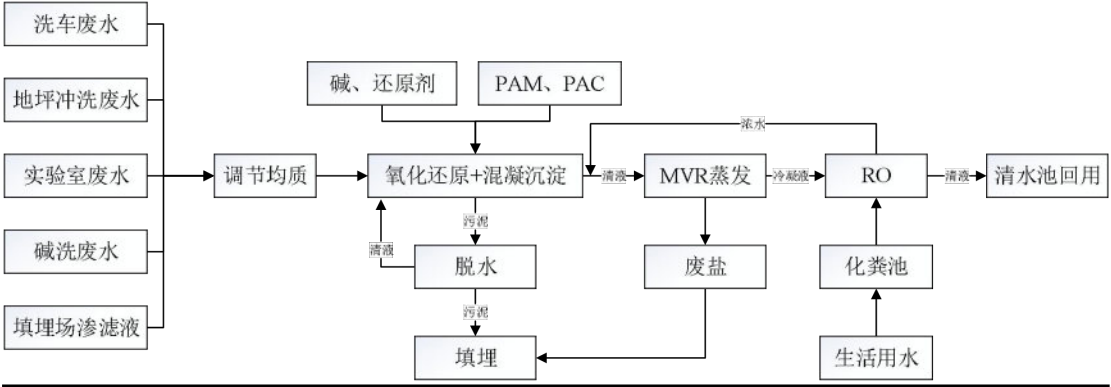 洗车废水
地坪冲洗废水
实验室废水
碱洗废水
填埋场渗滤液
调节均质
碱、还原剂
PAM、PAC
氧化还原+混凝沉淀
清液
MVR蒸发
冷凝液
RO
清液
清水池回用
浓水
污泥
清液
脱水
污泥
填埋
废盐
化粪池
生活用水